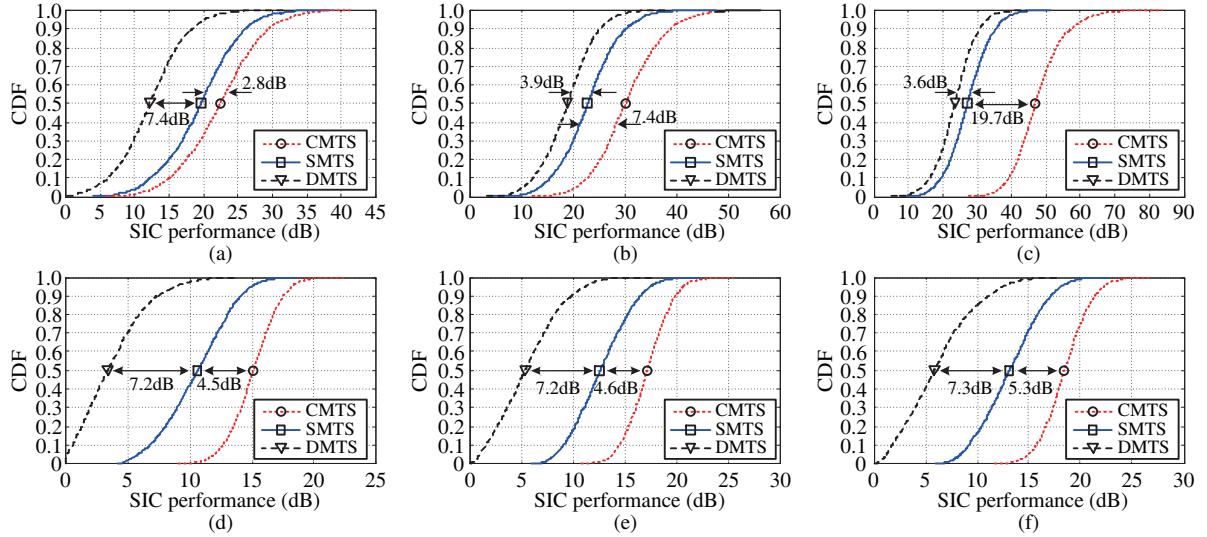 CDF
1.0
0.9
0.8
0.7
0.6
0.5
0.4
0.3
0.2
0.1
0
2.8dB
7.4dB
CMTS
SMTS
DMTS
0 5 10 15 20 25 30 35 40 45
SIC performance (dB)
(a)
CDF
1.0
0.9
0.8
0.7
0.6
0.5
0.4
0.3
0.2
0.1
0
3.9dB
7.4dB
CMTS
SMTS
DMTS
0 10 20 30 40 50 60
SIC performance (dB)
(b)
CDF
1.0
0.9
0.8
0.7
0.6
0.5
0.4
0.3
0.2
0.1
0
3.6dB
19.7dB
CMTS
SMTS
DMTS
0 10 20 30 40 50 60 70 80 90
SIC performance (dB)
(c)
CDF
1.0
0.9
0.8
0.7
0.6
0.5
0.4
0.3
0.2
0.1
0
7.2dB 4.5dB
CMTS
SMTS
DMTS
0 5 10 15 20 25
SIC performance (dB)
(d)
CDF
1.0
0.9
0.8
0.7
0.6
0.5
0.4
0.3
0.2
0.1
0
7.2dB 4.6dB
CMTS
SMTS
DMTS
0 5 10 15 20 25 30
SIC performance (dB)
(e)
CDF
1.0
0.9
0.8
0.7
0.6
0.5
0.4
0.3
0.2
0.1
0
7.3dB 5.3dB
CMTS
SMTS
DMTS
0 5 10 15 20 25 30
SIC performance (dB)
(f)